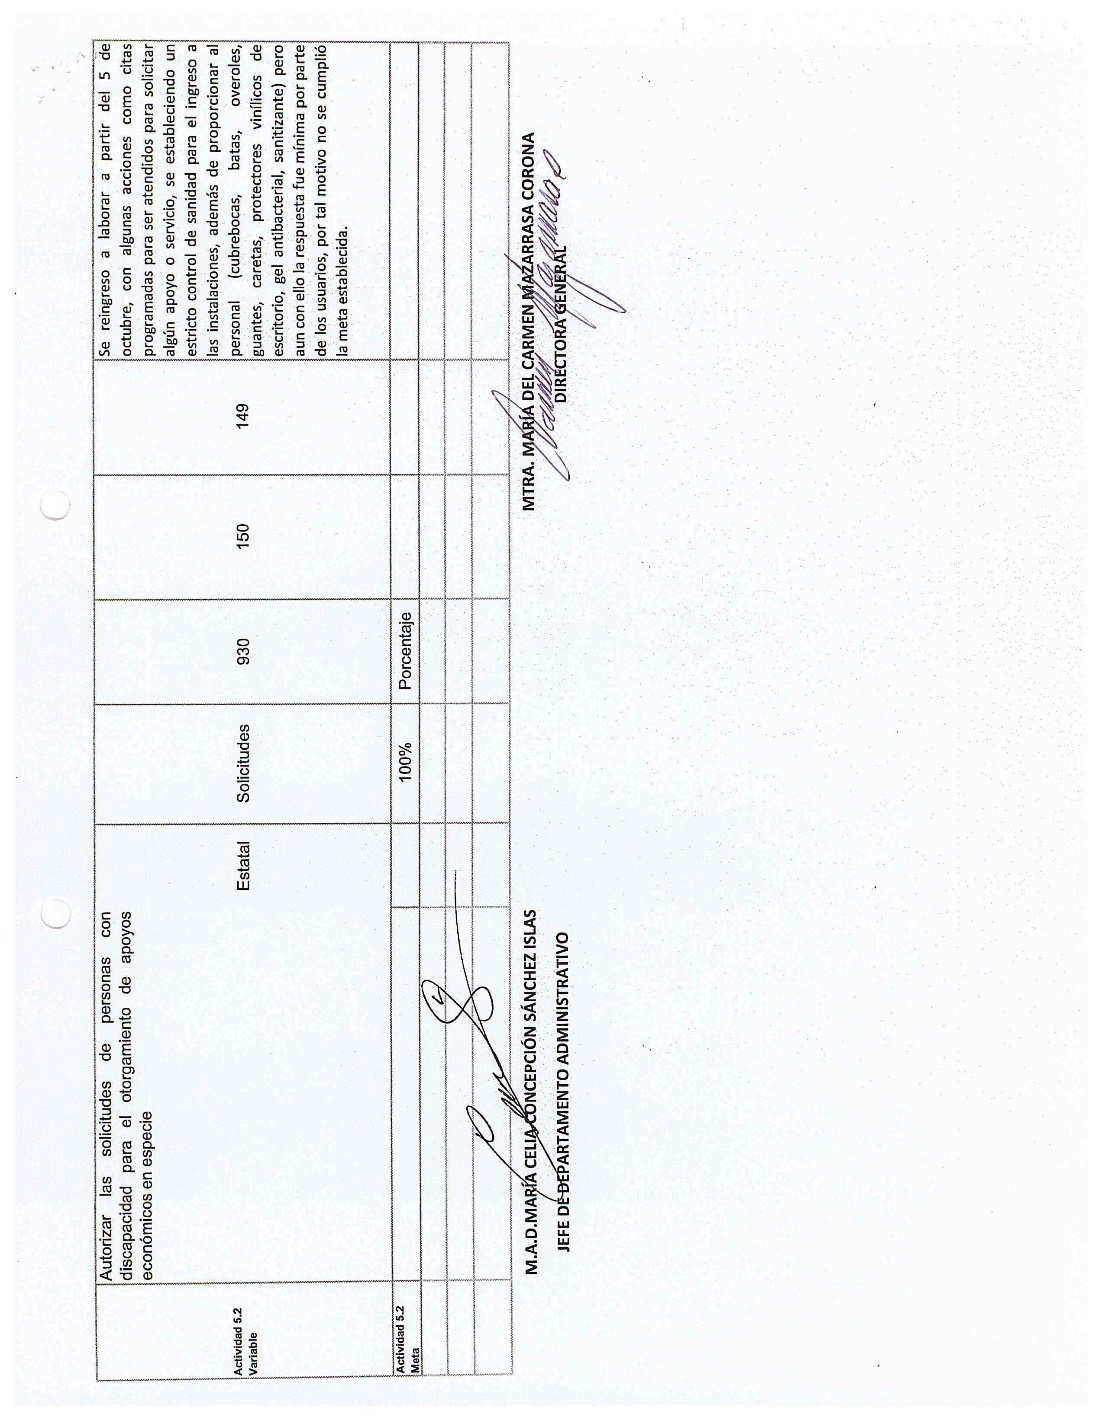 Autorizar las solicitudes de personas con
discapacidad para el otorgamiento de apoyos
económicos en especie
Actividad 5.2
Variable
Estatal
Solicitudes
930
150
149
Se reingreso a laborar a partir del 5 de
octubre, con algunas acciones como citas
programadas para ser atendidos para solicitar
algún apoyo o servicio, se estableciendo un
estricto control de sanidad para el ingreso a
las instalaciones, además de proporcionar al
personal (cubrebocas, batas, overoles,
guantes, caretas, protectores vinílicos de
escritorio, gel antibacterial, sanitizante) pero
aun con ello la respuesta fue mínima por parte
de los usuarios, por tal motivo no se cumplió
la meta establecida.
Actividad 5.2
Meta
100%
Porcentaje
M.A.D.MARÍA CELIA CONCEPCIÓN SÁNCHEZ ISLAS
JEFE DE DEPARTAMENTO ADMINISTRATIVO
MTRA. MARÍA DEL CARMEN MAZARRASA CORONA
DIRECTORA GENERAL